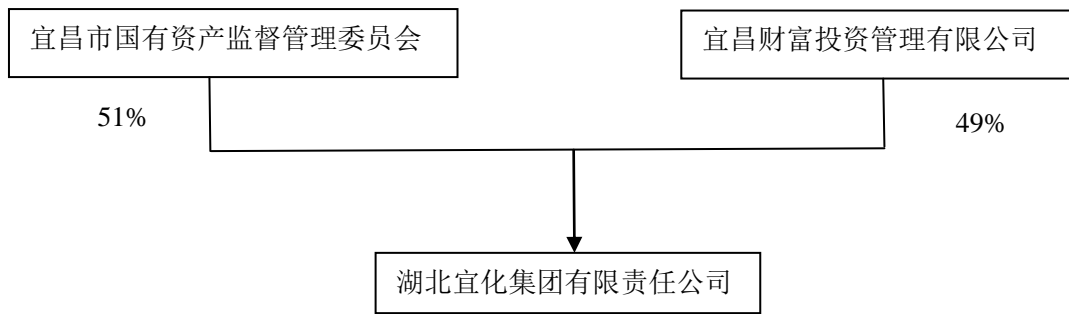 宜昌市国有资产监督管理委员会
宜昌财富投资管理有限公司
51%
49%
湖北宜化集团有限责任公司